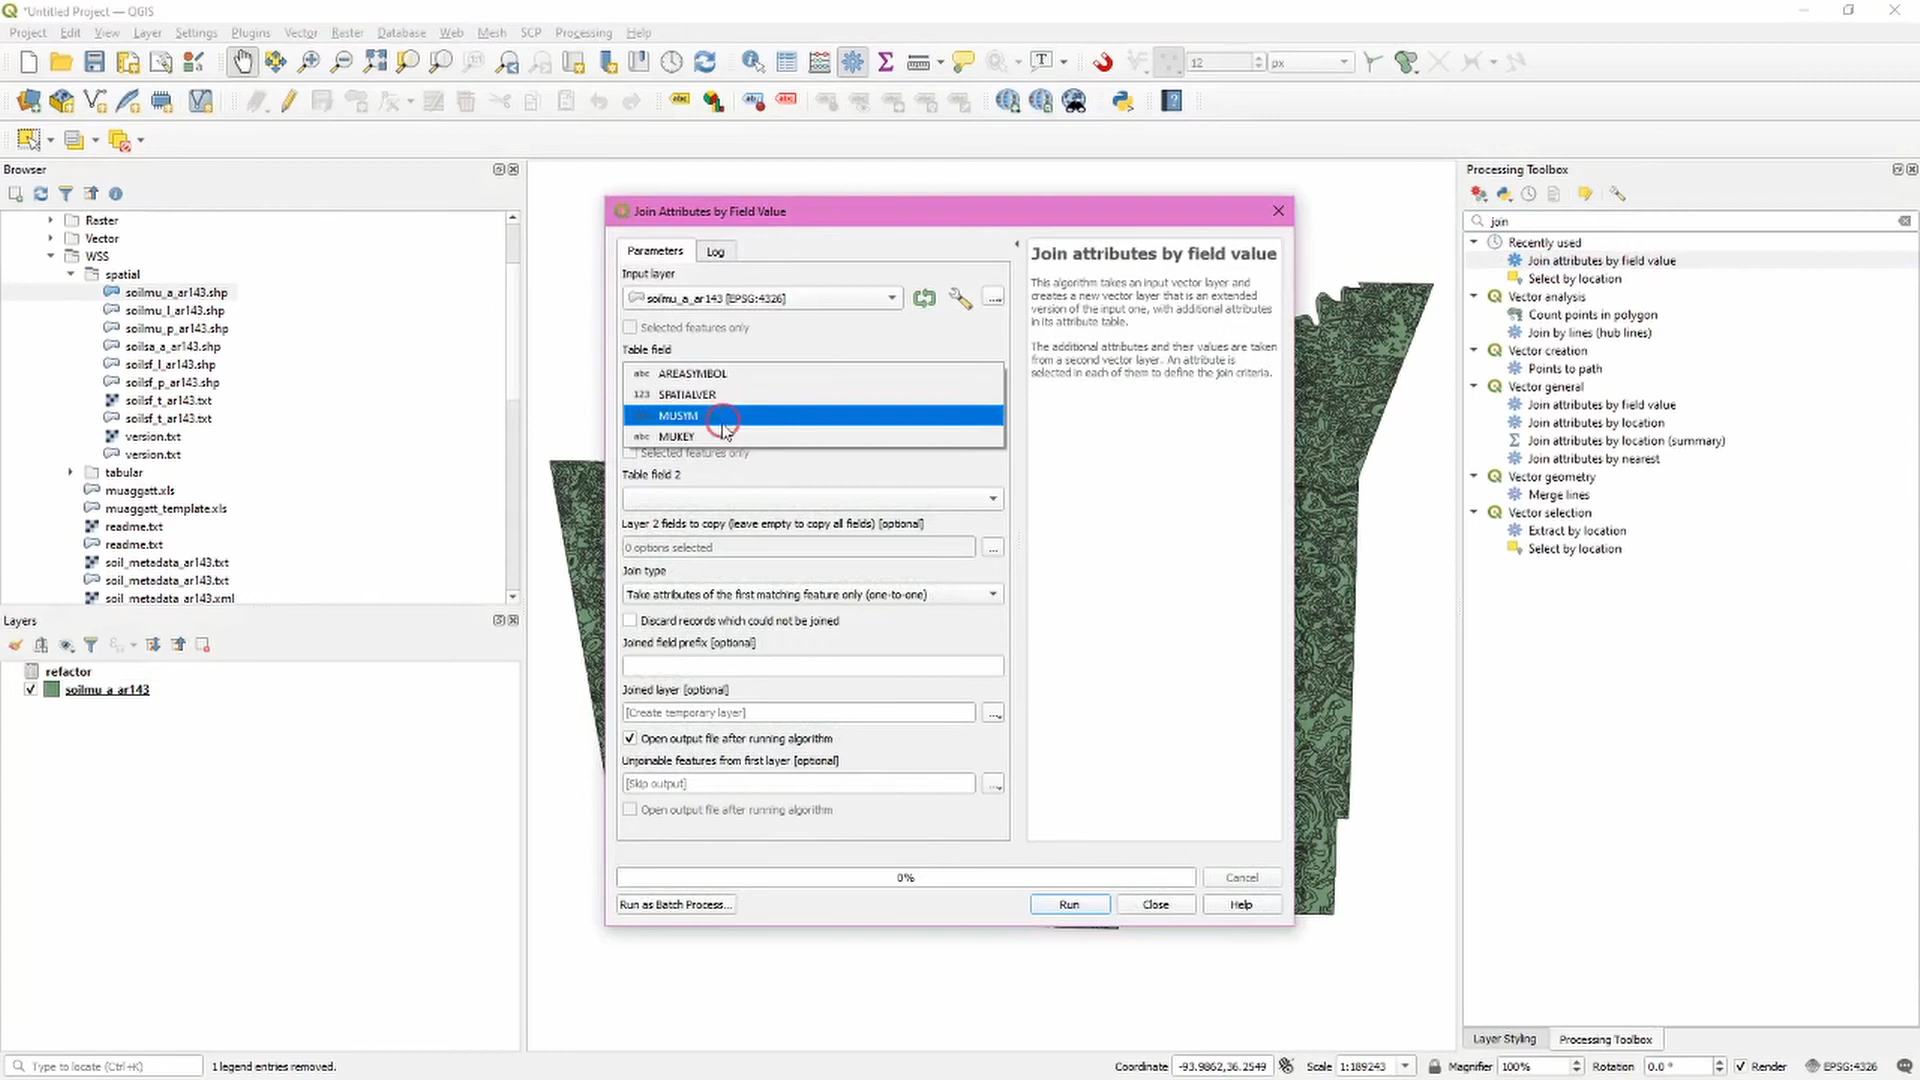 *Untitled Project — QGIS
Project Edit View Layer Settings Plugins Vector Raster Database Web Mesh SCP Processing Help
12 px
Browser
Raster
Vector
WSS
spatial
soilmu_a_ar143.shp
soilmu_l_ar143.shp
soilmu_p_ar143.shp
soilsa_a_ar143.shp
soilsf_l_ar143.shp
soilsf_p_ar143.shp
soilsf_t_ar143.txt
soilsf_t_ar143.txt
version.txt
version.txt
tabular
muaggatt.xls
muaggatt_template.xls
readme.txt
readme.txt
soil_metadata_ar143.txt
soil_metadata_ar143.txt
soil_metadata_ar143.xml
Layers
refactor
soilmu_a_ar143
Join Attributes by Field Value
Parameters Log
Input layer
soilmu_a_ar143 [EPSG:4326]
Selected features only
Table field
abc AREASYMBOL
123 SPATIALVER
MUSYM
abc MUKEY
Selected features only
Table field 2
Layer 2 fields to copy (leave empty to copy all fields) [optional]
0 options selected
Join type
Take attributes of the first matching feature only (one-to-one)
Discard records which could not be joined
Joined field prefix [optional]
Joined layer [optional]
[Create temporary layer]
Open output file after running algorithm
Unjoinable features from first layer [optional]
[Skip output]
Open output file after running algorithm
0%
Cancel
Run as Batch Process...
Run
Close
Help
Join attributes by field value
This algorithm takes an input vector layer and
creates a new vector layer that is an extended
version of the input one, with additional attributes
in its attribute table.
The additional attributes and their values are taken
from a second vector layer. An attribute is
selected in each of them to define the join criteria.
Processing Toolbox
join
Recently used
Join attributes by field value
Select by location
Vector analysis
Count points in polygon
Join by lines (hub lines)
Vector creation
Points to path
Vector general
Join attributes by field value
Join attributes by location
Join attributes by location (summary)
Join attributes by nearest
Vector geometry
Merge lines
Vector selection
Extract by location
Select by location
Layer Styling Processing Toolbox
Type to locate (Ctrl+K) 1 legend entries removed. Coordinate -93.9862,36.2549 Scale 1:189243 Magnifier 100% Rotation 0.0 ° Render EPSG:4326